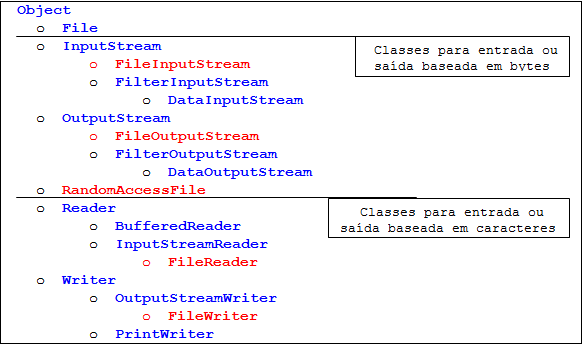 Object
o File
o InputStream
Classes para entrada ou
saída baseada em bytes
o FileInputStream
o FilterInputStream
o DataInputStream
o OutputStream
o FileOutputStream
o FilterOutputStream
o DataOutputStream
o RandomAccessFile
o Reader
Classes para entrada ou
saída baseada em caracteres
o BufferedReader
o InputStreamReader
o FileReader
o Writer
o OutputStreamWriter
o FileWriter
o PrintWriter